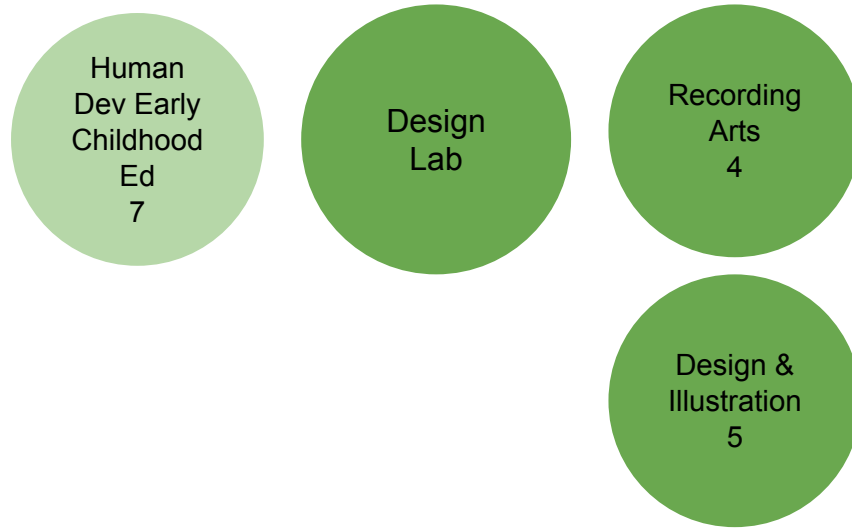 Human
Dev Early
Childhood
Ed
7
Design
Lab
Recording
Arts
4
Design &
Illustration
5